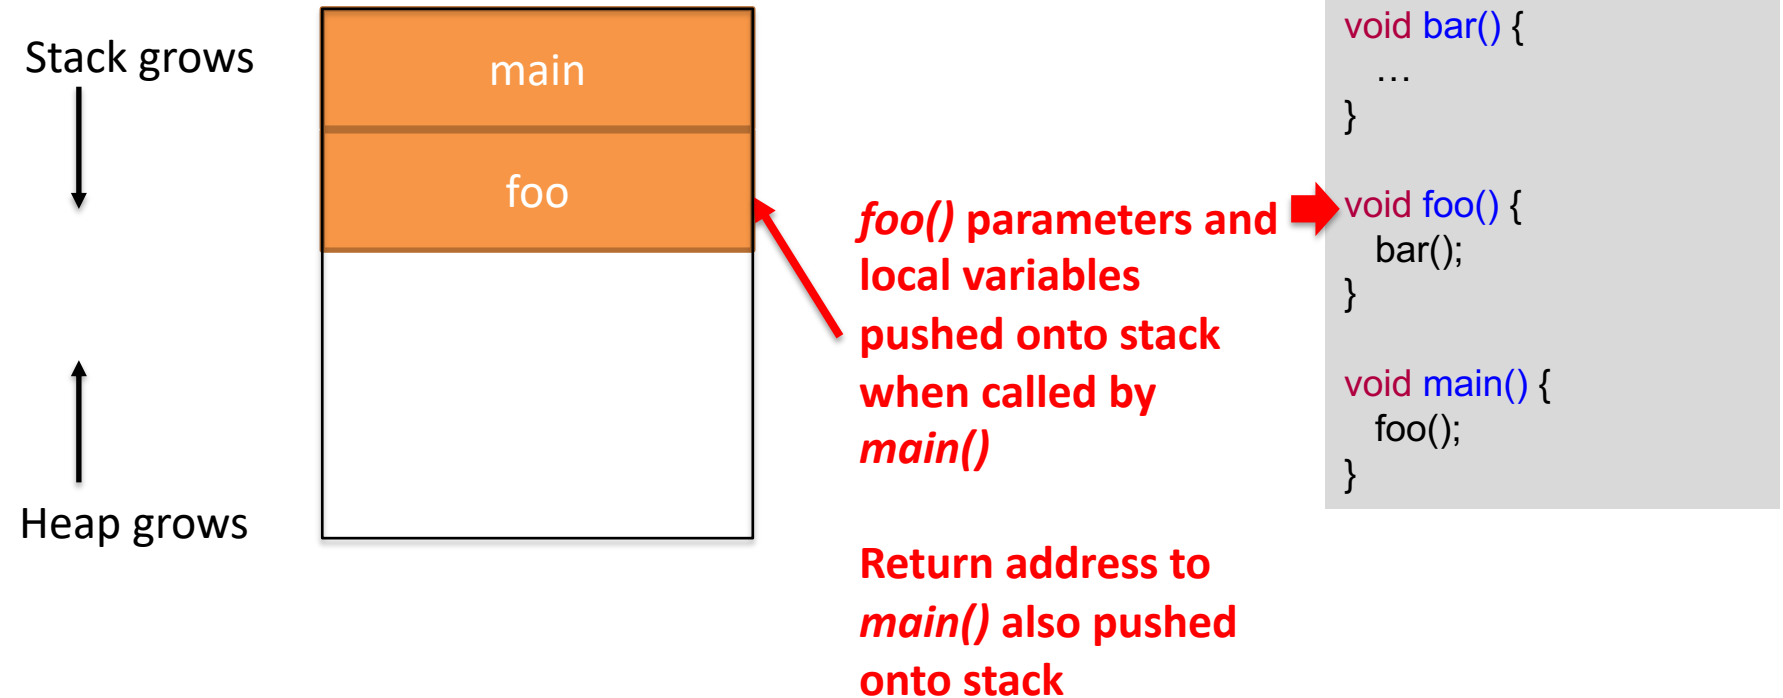 Stack grows
Heap grows
main
foo
foo() parameters and
local variables
pushed onto stack
when called by
main()
Return address to
main() also pushed
onto stack
void bar() {
…
}
void foo() {
bar();
}
void main() {
foo();
}